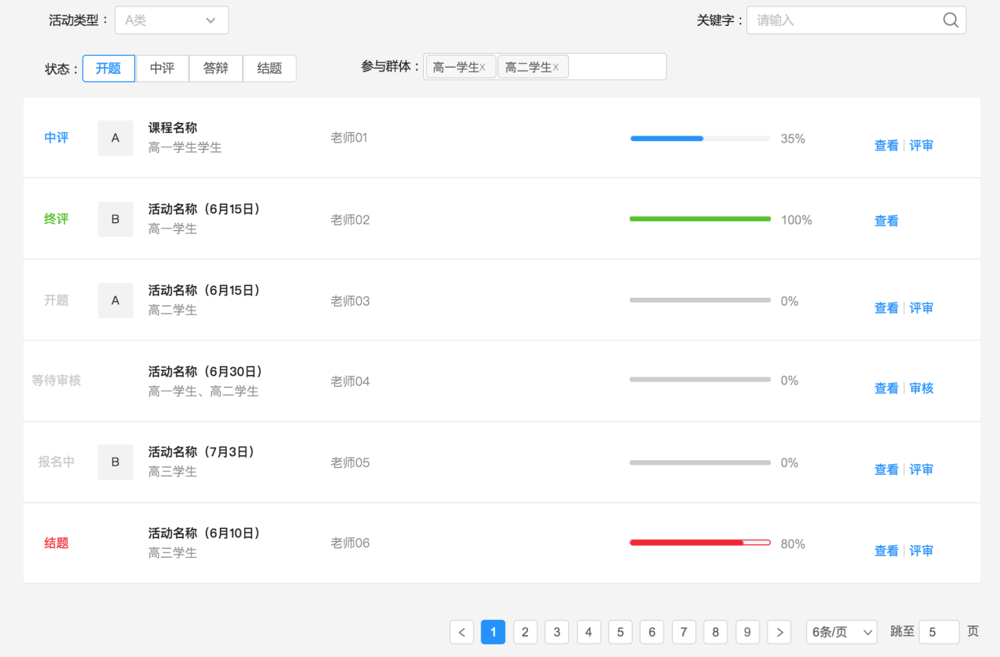 活动类型： A类 关键字： 请输入
状态： 开题 中评 答辩 结题 参与群体： 高一学生x 高二学生x
中评 A 课程名称 老师01 35% 查看 | 评审
高一学生学生
终评 B 活动名称（6月15日） 老师02 100% 查看
高一学生
开题 A 活动名称（6月15日） 老师03 0% 查看 | 评审
高二学生
等待审核 活动名称（6月30日） 老师04 0% 查看 | 审核
高一学生、高二学生
报名中 B 活动名称（7月3日） 老师05 0% 查看 | 评审
高三学生
结题 活动名称（6月10日） 老师06 80% 查看 | 评审
高三学生
< 1 2 3 4 5 6 7 8 9 > 6条/页 跳至 5 页